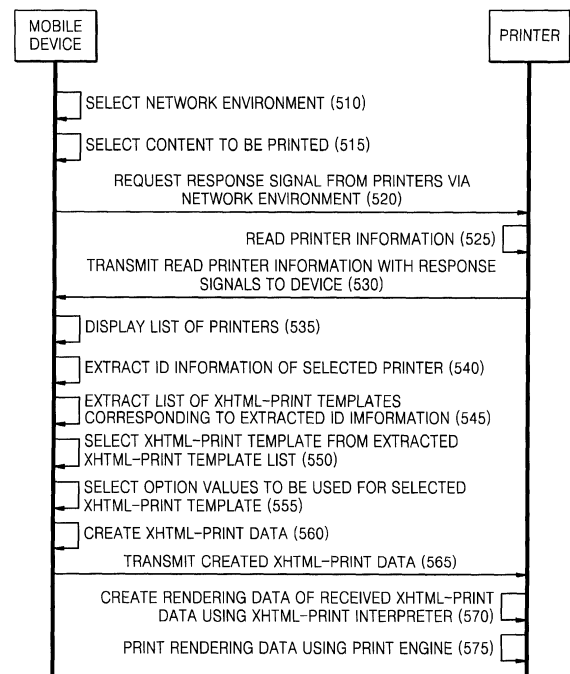 MOBILE
DEVICE
PRINTER
SELECT NETWORK ENVIRONMENT (510)
SELECT CONTENT TO BE PRINTED (515)
REQUEST RESPONSE SIGNAL FROM PRINTERS VIA
NETWORK ENVIRONMENT (520)
READ PRINTER INFORMATION (525)
TRANSMIT READ PRINTER INFORMATION WITH RESPONSE
SIGNALS TO DEVICE (530)
DISPLAY LIST OF PRINTERS (535)
EXTRACT ID INFORMATION OF SELECTED PRINTER (540)
EXTRACT LIST OF XHTML-PRINT TEMPLATES
CORRESPONDING TO EXTRACTED ID IMFORMATION (545)
SELECT XHTML-PRINT TEMPLATE FROM EXTRACTED
XHTML-PRINT TEMPLATE LIST (550)
SELECT OPTION VALUES TO BE USED FOR SELECTED
XHTML-PRINT TEMPLATE (555)
CREATE XHTML-PRINT DATA (560)
TRANSMIT CREATED XHTML-PRINT DATA (565)
CREATE RENDERING DATA OF RECEIVED XHTML-PRINT
DATA USING XHTML-PRINT INTERPRETER (570)
PRINT RENDERING DATA USING PRINT ENGINE (575)